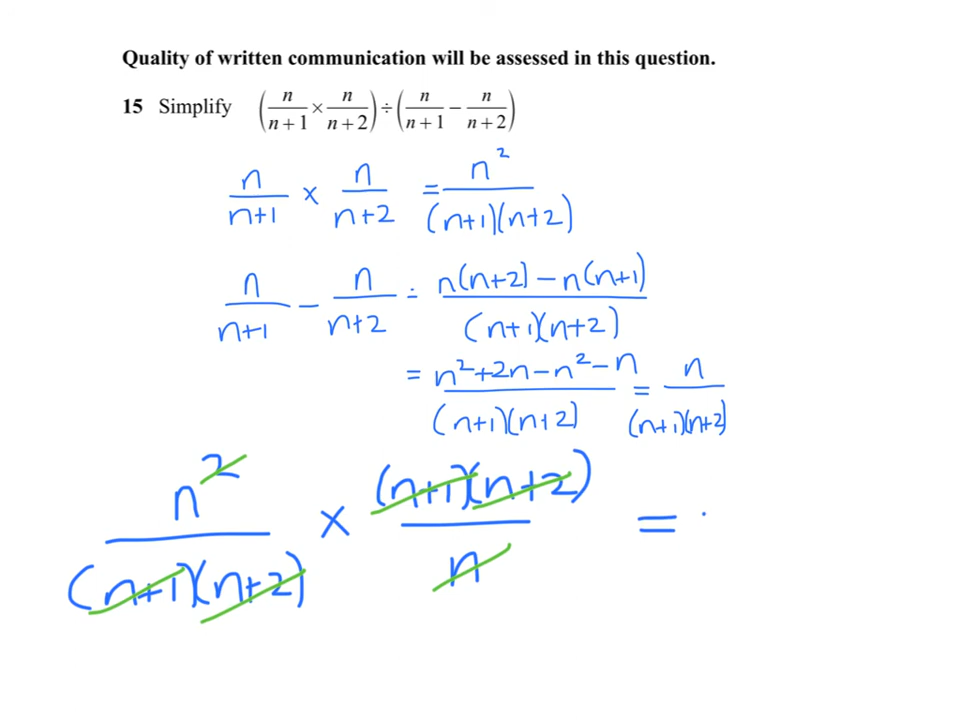 Quality of written communication will be assessed in this question.
15 Simplify (n/(n+1) × n/(n+2)) ÷ (n/(n+1) − n/(n+2))
n/(n+1) × n/(n+2) = n²/((n+1)(n+2))
n/(n+1) − n/(n+2) = (n(n+2) − n(n+1))/((n+1)(n+2))
= (n²+2n−n²−n)/((n+1)(n+2)) = n/((n+1)(n+2))
n²/((n+1)(n+2)) × ((n+1)(n+2))/n =